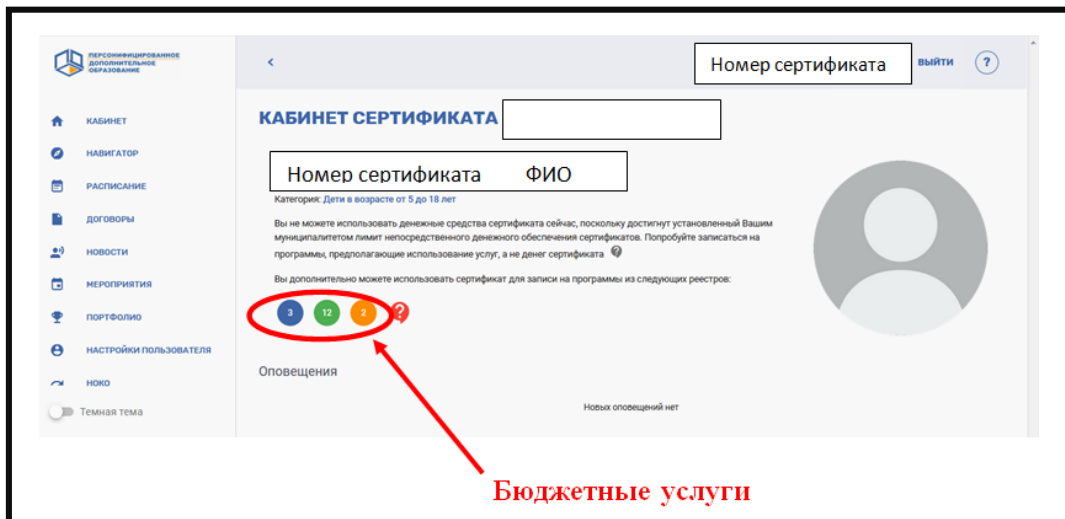 ПЕРСОНИФИЦИРОВАННОЕ
ДОПОЛНИТЕЛЬНОЕ
ОБРАЗОВАНИЕ
Номер сертификата
ВЫЙТИ
?
КАБИНЕТ СЕРТИФИКАТА
Номер сертификата ФИО
Категория: Дети в возрасте от 5 до 18 лет
Вы не можете использовать денежные средства сертификата сейчас, поскольку достигнут установленный Вашим
муниципалитетом лимит непосредственного денежного обеспечения сертификатов. Попробуйте записаться на
программы, предполагающие использование услуг, а не денег сертификата ?
Вы дополнительно можете использовать сертификат для записи на программы из следующих реестров:
3 12 2 ?
Оповещения
Новых оповещений нет
КАБИНЕТ
НАВИГАТОР
РАСПИСАНИЕ
ДОГОВОРЫ
НОВОСТИ
МЕРОПРИЯТИЯ
ПОРТФОЛИО
НАСТРОЙКИ ПОЛЬЗОВАТЕЛЯ
НОКО
Темная тема
Бюджетные услуги